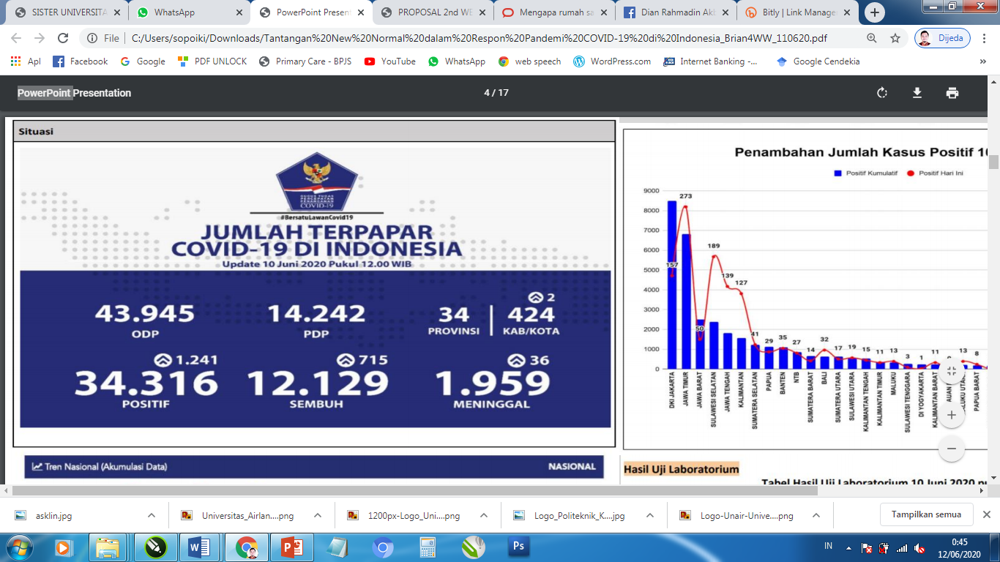 SISTER UNIVERSITA
WhatsApp
PowerPoint Present
PROPOSAL 2nd WE
Mengapa rumah sa
Dian Rahmadin Akb
Bitly | Link Manage
File | C:/Users/sopoiki/Downloads/Tantangan%20New%20Normal%20dalam%20Respon%20Pandemi%20COVID-19%20di%20Indonesia_Brian4WW_110620.pdf
Dijeda
Apl
Facebook
Google
PDF UNLOCK
Primary Care - BPJS
YouTube
WhatsApp
web speech
WordPress.com
Internet Banking -...
Google Cendekia
»
PowerPoint Presentation
4 / 17
Situasi
GUGUS TUGAS
PERCEPATAN
PENANGANAN
COVID-19
#BersatuLawanCovid19
JUMLAH TERPAPAR
COVID-19 DI INDONESIA
Update 10 Juni 2020 Pukul 12.00 WIB
43.945
ODP
14.242
PDP
2
34 | 424
PROVINSI KAB/KOTA
1.241
34.316
POSITIF
715
12.129
SEMBUH
36
1.959
MENINGGAL
Tren Nasional (Akumulasi Data)
NASIONAL
Penambahan Jumlah Kasus Positif 10
Positif Kumulatif
Positif Hari Ini
9000
8000
7000
6000
5000
4000
3000
2000
1000
0
157
273
50
189
139
127
41
29
35
27
14
32
17
19
15
11
13
3
1
11
13
8
DKI JAKARTA
JAWA TIMUR
JAWA BARAT
SULAWESI SELATAN
JAWA TENGAH
KALIMANTAN
SUMATERA SELATAN
PAPUA
BANTEN
NTB
SUMATERA BARAT
BALI
SUMATERA UTARA
SULAWESI UTARA
KALIMANTAN TENGAH
KALIMANTAN TIMUR
MALUKU
SULAWESI TENGGARA
DI YOGYAKARTA
KALIMANTAN BARAT
AUAN
LUKU UTAR
PAPUA BARAT
Hasil Uji Laboratorium
Tabel Hasil Uji Laboratorium 10 Juni 2020 pu
asklin.jpg
Universitas_Airlan....png
1200px-Logo_Uni....png
Logo_Politeknik_K....jpg
Logo-Unair-Unive....png
Tampilkan semua
IN
0:45
12/06/2020